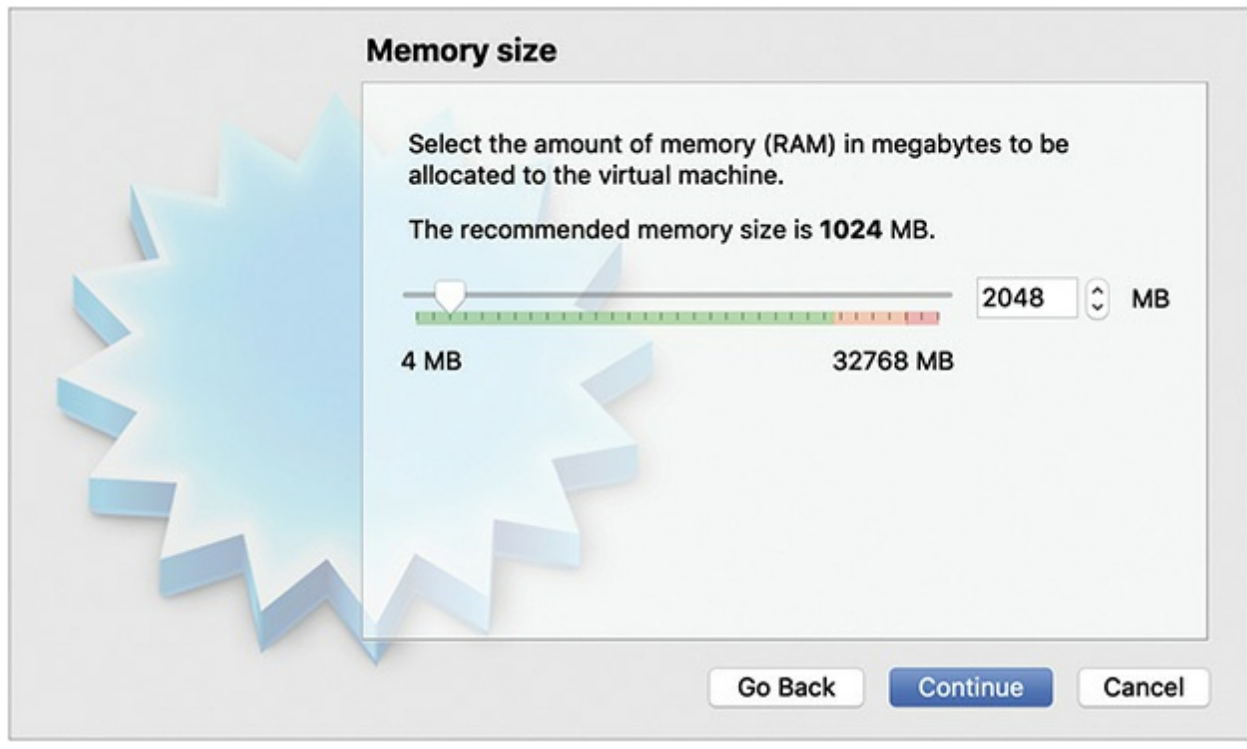 Memory size
Select the amount of memory (RAM) in megabytes to be
allocated to the virtual machine.
The recommended memory size is 1024 MB.
2048 MB
4 MB 32768 MB
Go Back Continue Cancel